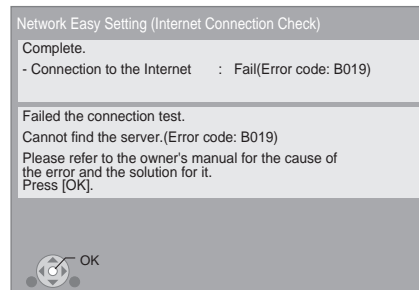 Network Easy Setting (Internet Connection Check)
Complete.
- Connection to the Internet : Fail(Error code: B019)
Failed the connection test.
Cannot find the server.(Error code: B019)
Please refer to the owner's manual for the cause of
the error and the solution for it.
Press [OK].
OK